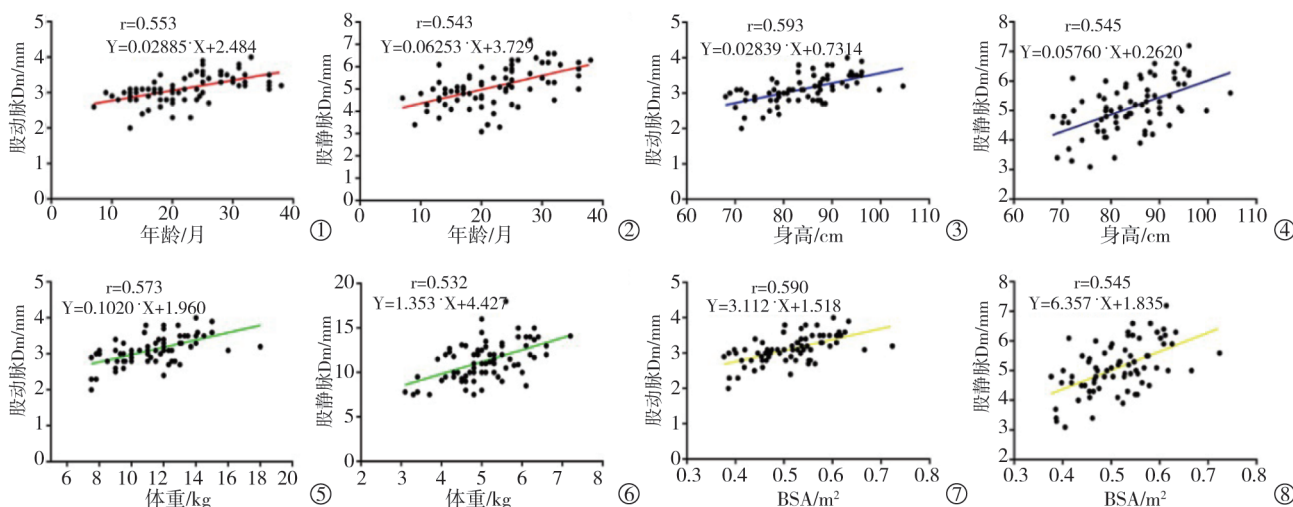 r=0.553
Y=0.02885*X+2.484
股动脉Dm/mm
5
4
3
2
1
0
0 10 20 30 40
年龄/月
①
r=0.543
Y=0.06253*X+3.729
股静脉Dm/mm
8
7
6
5
4
3
2
1
0
0 10 20 30 40
年龄/月
②
r=0.593
Y=0.02839*X+0.7314
股动脉Dm/mm
5
4
3
2
1
0
60 70 80 90 100 110
身高/cm
③
r=0.545
Y=0.05760*X+0.2620
股静脉Dm/mm
8
7
6
5
4
3
2
60 70 80 90 100 110
身高/cm
④
r=0.573
Y=0.1020*X+1.960
股动脉Dm/mm
5
4
3
2
1
0
6 8 10 12 14 16 18 20
体重/kg
⑤
r=0.532
Y=1.353*X+4.427
股静脉Dm/mm
20
15
10
5
0
2 3 4 5 6 7 8
体重/kg
⑥
r=0.590
Y=3.112*X+1.518
股动脉Dm/mm
5
4
3
2
1
0
0.3 0.4 0.5 0.6 0.7 0.8
BSA/m²
⑦
r=0.545
Y=6.357*X+1.835
股静脉Dm/mm
8
7
6
5
4
3
2
0.3 0.4 0.5 0.6 0.7 0.8
BSA/m²
⑧